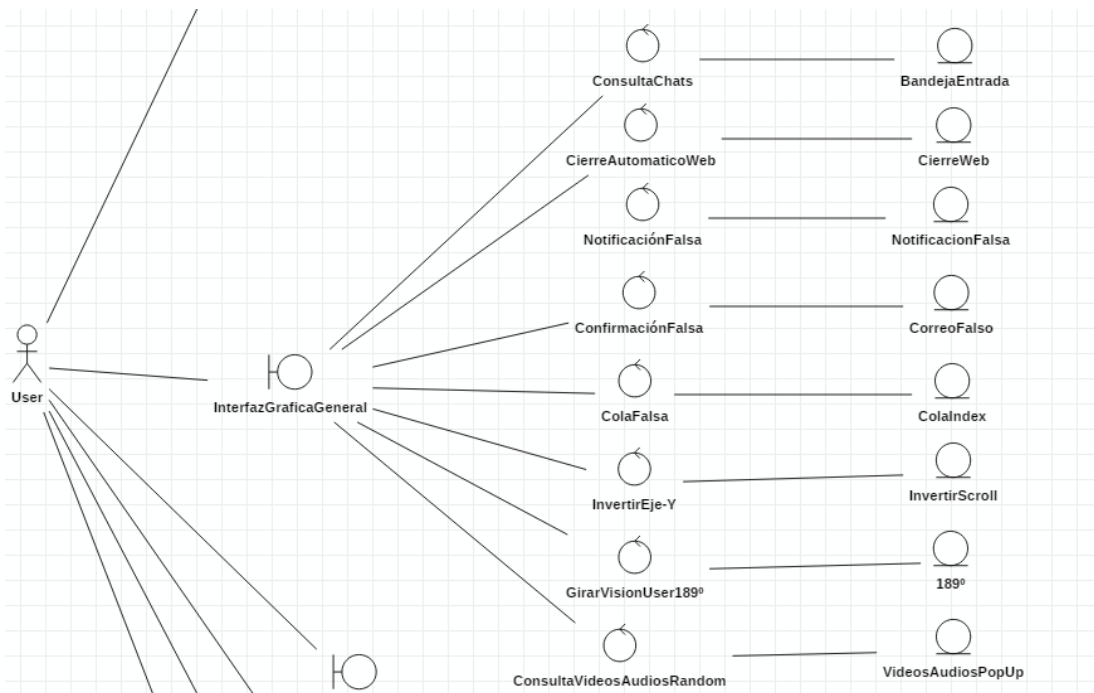 ConsultaChats
BandejaEntrada
CierreAutomaticoWeb
CierreWeb
NotificaciónFalsa
NotificacionFalsa
ConfirmaciónFalsa
CorreoFalso
User
InterfazGraficaGeneral
ColaFalsa
ColaIndex
InvertirEje-Y
InvertirScroll
GirarVisionUser189º
189º
ConsultaVideosAudiosRandom
VideosAudiosPopUp